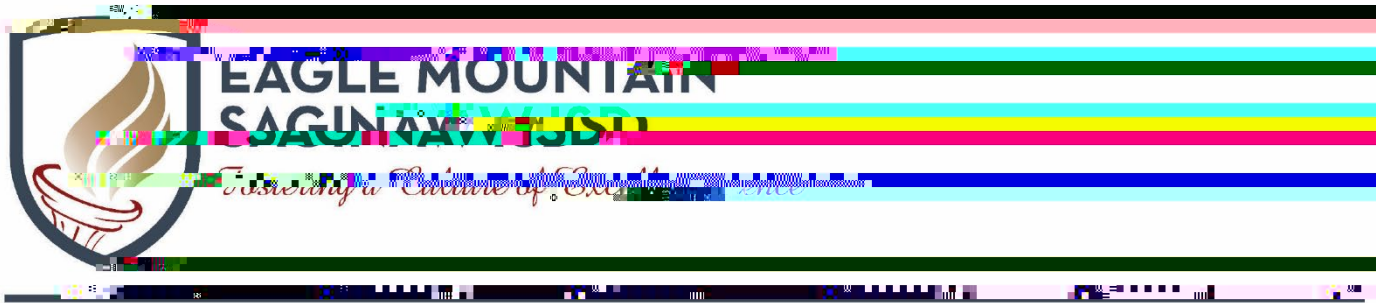 EAGLE MOUNTAIN
SAGINAW ISD
Fostering a Culture of Excellence